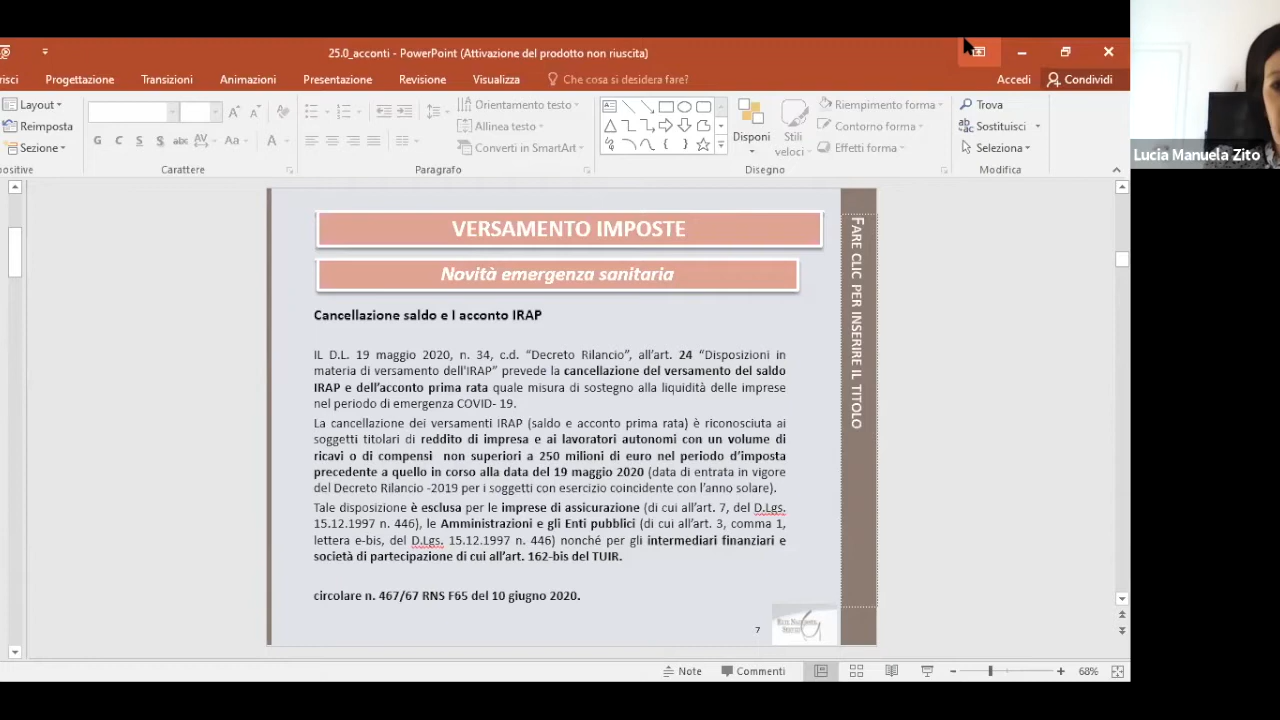 25.0_acconti - PowerPoint (Attivazione del prodotto non riuscita)
risci Progettazione Transizioni Animazioni Presentazione Revisione Visualizza Che cosa si desidera fare? Accedi Condividi
Layout
Reimposta
Sezione
G C S S AV Aa A
Orientamento testo
Allinea testo
Converti in SmartArt
Disponi
Stili veloci
Riempimento forma
Contorno forma
Effetti forma
Trova
Sostituisci
Seleziona
positive Carattere Paragrafo Disegno Modifica
Lucia Manuela Zito
VERSAMENTO IMPOSTE
Novità emergenza sanitaria
Cancellazione saldo e I acconto IRAP
IL D.L. 19 maggio 2020, n. 34, c.d. “Decreto Rilancio”, all’art. 24 “Disposizioni in
materia di versamento dell'IRAP” prevede la cancellazione del versamento del saldo
IRAP e dell’acconto prima rata quale misura di sostegno alla liquidità delle imprese
nel periodo di emergenza COVID- 19.
La cancellazione dei versamenti IRAP (saldo e acconto prima rata) è riconosciuta ai
soggetti titolari di reddito di impresa e ai lavoratori autonomi con un volume di
ricavi o di compensi non superiori a 250 milioni di euro nel periodo d’imposta
precedente a quello in corso alla data del 19 maggio 2020 (data di entrata in vigore
del Decreto Rilancio -2019 per i soggetti con esercizio coincidente con l’anno solare).
Tale disposizione è esclusa per le imprese di assicurazione (di cui all’art. 7, del D.Lgs.
15.12.1997 n. 446), le Amministrazioni e gli Enti pubblici (di cui all’art. 3, comma 1,
lettera e-bis, del D.Lgs. 15.12.1997 n. 446) nonché per gli intermediari finanziari e
società di partecipazione di cui all’art. 162-bis del TUIR.
circolare n. 467/67 RNS F65 del 10 giugno 2020.
7
FARE CLIC PER INSERIRE IL TITOLO
Note Commenti 68%